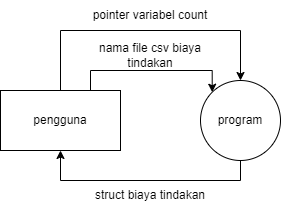 pointer variabel count
nama file csv biaya
tindakan
pengguna
program
struct biaya tindakan